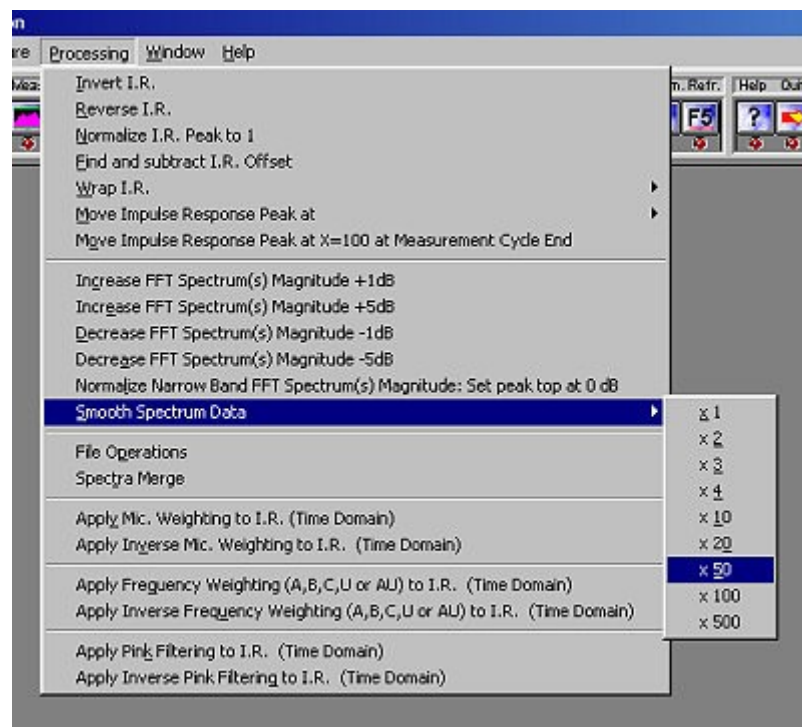 n
re Processing Window Help
Mea:
m. Refr. Help Quit
F5 ?
Invert I.R.
Reverse I.R.
Normalize I.R. Peak to 1
Find and subtract I.R. Offset
Wrap I.R.
Move Impulse Response Peak at
Move Impulse Response Peak at X=100 at Measurement Cycle End
Increase FFT Spectrum(s) Magnitude +1dB
Increase FFT Spectrum(s) Magnitude +5dB
Decrease FFT Spectrum(s) Magnitude -1dB
Decrease FFT Spectrum(s) Magnitude -5dB
Normalize Narrow Band FFT Spectrum(s) Magnitude: Set peak top at 0 dB
Smooth Spectrum Data
File Operations
Spectra Merge
Apply Mic. Weighting to I.R. (Time Domain)
Apply Inverse Mic. Weighting to I.R. (Time Domain)
Apply Frequency Weighting (A,B,C,U or AU) to I.R. (Time Domain)
Apply Inverse Frequency Weighting (A,B,C,U or AU) to I.R. (Time Domain)
Apply Pink Filtering to I.R. (Time Domain)
Apply Inverse Pink Filtering to I.R. (Time Domain)
x 1
x 2
x 3
x 4
x 10
x 20
x 50
x 100
x 500